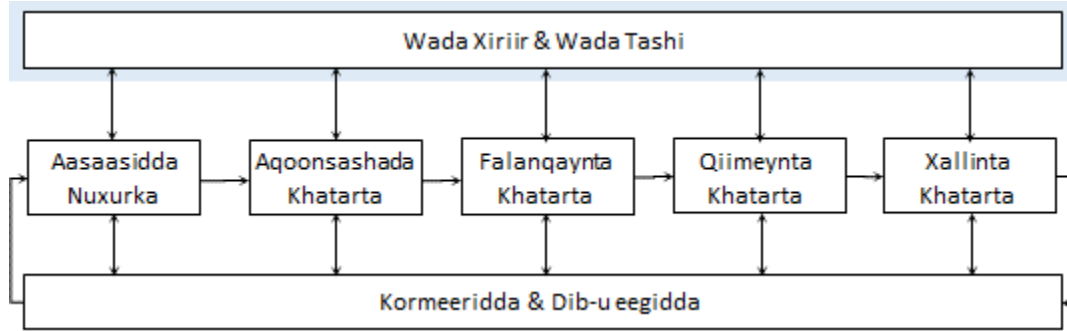 Wada Xiriir & Wada Tashi
Aasaasidda
Nuxurka
Aqoonsashada
Khatarta
Falanqaynta
Khatarta
Qiimeynta
Khatarta
Xallinta
Khatarta
Kormeeridda & Dib-u eegidda